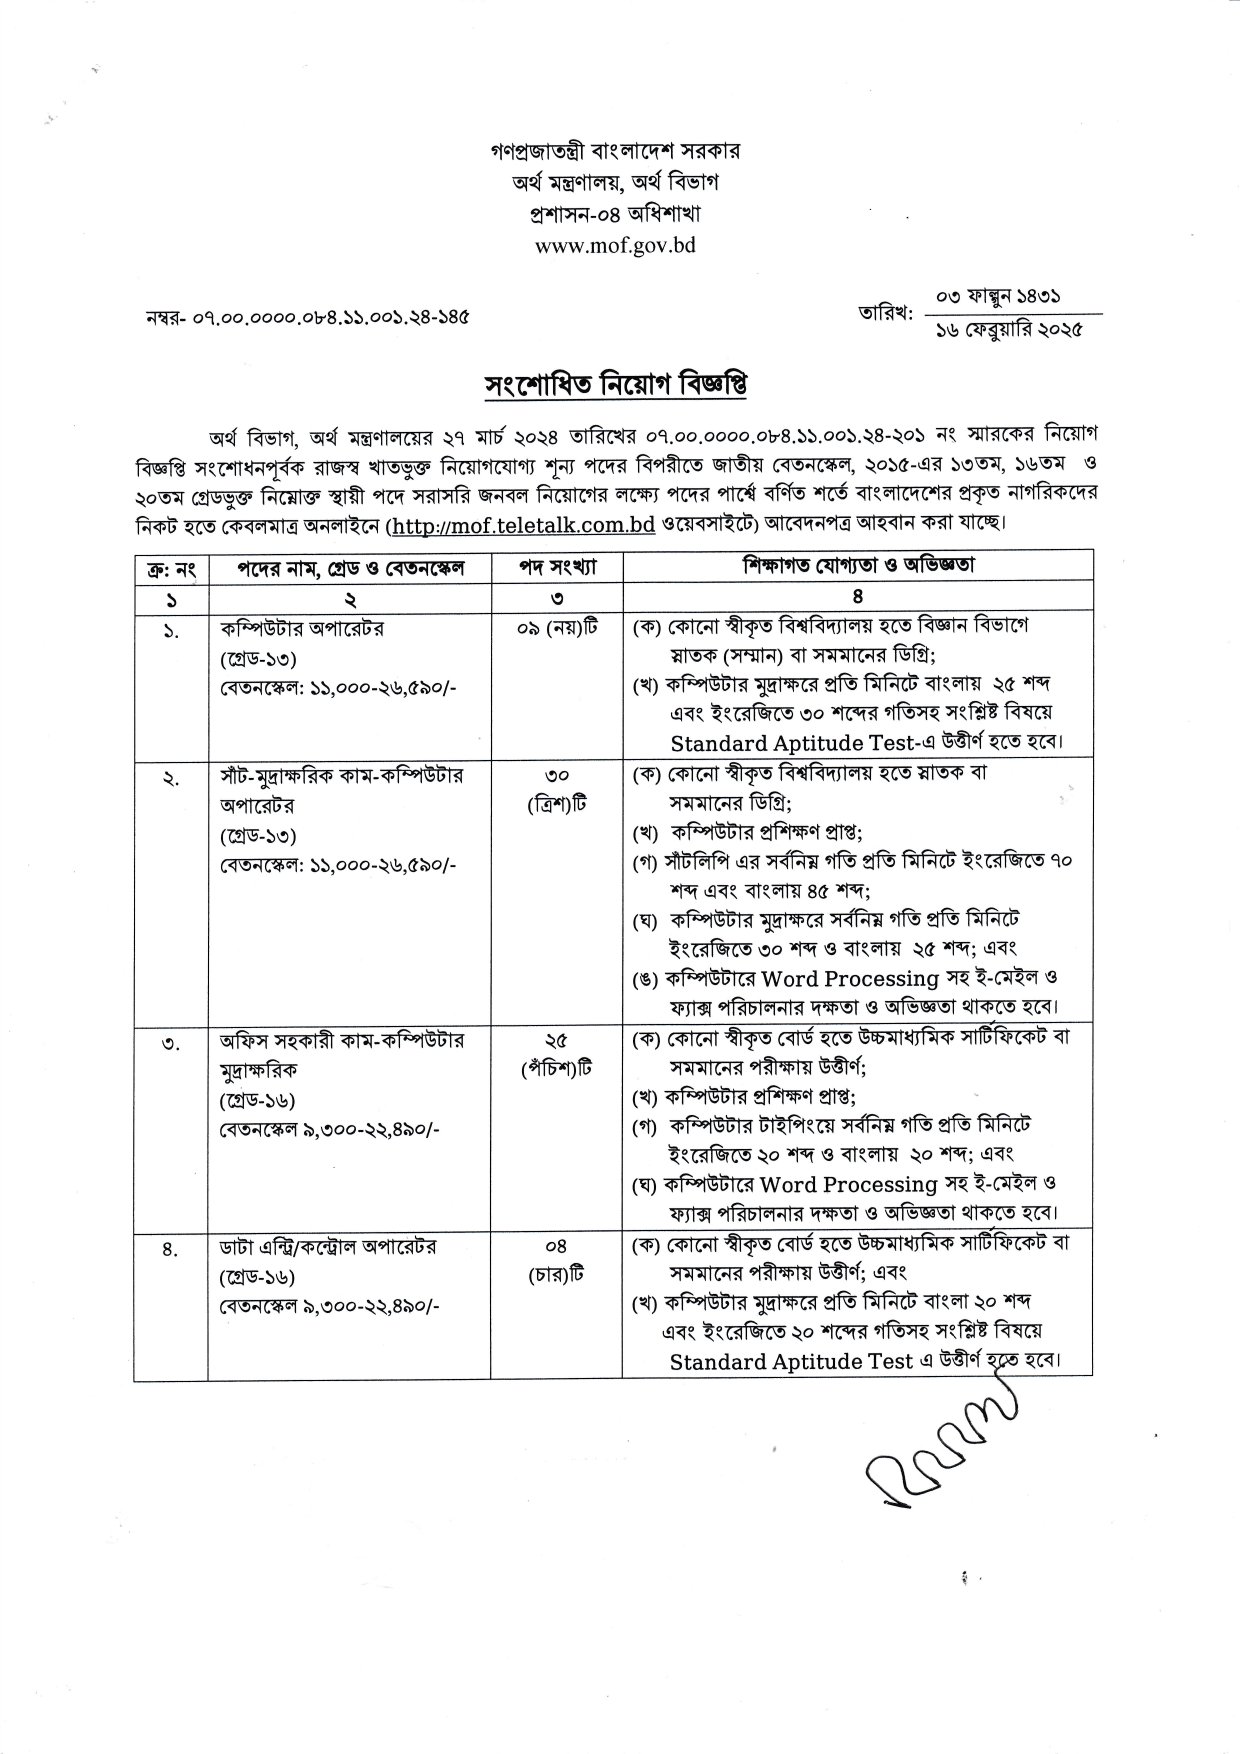 গণপ্রজাতন্ত্রী বাংলাদেশ সরকার
অর্থ মন্ত্রণালয়, অর্থ বিভাগ
প্রশাসন-০৪ অধিশাখা
www.mof.gov.bd
নম্বর- ০৭.০০.০০০০.০৮৪.১১.০০১.২৪-১৪৫
তারিখ:
০৩ ফাল্গুন ১৪৩১
১৬ ফেব্রুয়ারি ২০২৫
সংশোধিত নিয়োগ বিজ্ঞপ্তি
অর্থ বিভাগ, অর্থ মন্ত্রণালয়ের ২৭ মার্চ ২০২৪ তারিখের ০৭.০০.০০০০.০৮৪.১১.০০১.২৪-২০১ নং স্মারকের নিয়োগ
বিজ্ঞপ্তি সংশোধনপূর্বক রাজস্ব খাতভুক্ত নিয়োগযোগ্য শূন্য পদের বিপরীতে জাতীয় বেতনস্কেল, ২০১৫-এর ১৩তম, ১৬তম ও
২০তম গ্রেডভুক্ত নিম্নোক্ত স্থায়ী পদে সরাসরি জনবল নিয়োগের লক্ষ্যে পদের পার্শ্বে বর্ণিত শর্তে বাংলাদেশের প্রকৃত নাগরিকদের
নিকট হতে কেবলমাত্র অনলাইনে (http://mof.teletalk.com.bd ওয়েবসাইটে) আবেদনপত্র আহবান করা যাচ্ছে।
ক্র: নং পদের নাম, গ্রেড ও বেতনস্কেল পদ সংখ্যা শিক্ষাগত যোগ্যতা ও অভিজ্ঞতা
১ ২ ৩ ৪
১. কম্পিউটার অপারেটর ০৯ (নয়)টি (ক) কোনো স্বীকৃত বিশ্ববিদ্যালয় হতে বিজ্ঞান বিভাগে
(গ্রেড-১৩) স্নাতক (সম্মান) বা সমমানের ডিগ্রি;
বেতনস্কেল: ১১,০০০-২৬,৫৯০/- (খ) কম্পিউটার মুদ্রাক্ষরে প্রতি মিনিটে বাংলায় ২৫ শব্দ
এবং ইংরেজিতে ৩০ শব্দের গতিসহ সংশ্লিষ্ট বিষয়ে
Standard Aptitude Test-এ উত্তীর্ণ হতে হবে।
২. সাঁট-মুদ্রাক্ষরিক কাম-কম্পিউটার ৩০ (ক) কোনো স্বীকৃত বিশ্ববিদ্যালয় হতে স্নাতক বা
অপারেটর (ত্রিশ)টি সমমানের ডিগ্রি;
(গ্রেড-১৩) (খ) কম্পিউটার প্রশিক্ষণ প্রাপ্ত;
বেতনস্কেল: ১১,০০০-২৬,৫৯০/- (গ) সাঁটলিপি এর সর্বনিম্ন গতি প্রতি মিনিটে ইংরেজিতে ৭০
শব্দ এবং বাংলায় ৪৫ শব্দ;
(ঘ) কম্পিউটার মুদ্রাক্ষরে সর্বনিম্ন গতি প্রতি মিনিটে
ইংরেজিতে ৩০ শব্দ ও বাংলায় ২৫ শব্দ; এবং
(ঙ) কম্পিউটারে Word Processing সহ ই-মেইল ও
ফ্যাক্স পরিচালনার দক্ষতা ও অভিজ্ঞতা থাকতে হবে।
৩. অফিস সহকারী কাম-কম্পিউটার ২৫ (ক) কোনো স্বীকৃত বোর্ড হতে উচ্চমাধ্যমিক সার্টিফিকেট বা
মুদ্রাক্ষরিক (পঁচিশ)টি সমমানের পরীক্ষায় উত্তীর্ণ;
(গ্রেড-১৬) (খ) কম্পিউটার প্রশিক্ষণ প্রাপ্ত;
বেতনস্কেল ৯,৩০০-২২,৪৯০/- (গ) কম্পিউটার টাইপিংয়ে সর্বনিম্ন গতি প্রতি মিনিটে
ইংরেজিতে ২০ শব্দ ও বাংলায় ২০ শব্দ; এবং
(ঘ) কম্পিউটারে Word Processing সহ ই-মেইল ও
ফ্যাক্স পরিচালনার দক্ষতা ও অভিজ্ঞতা থাকতে হবে।
৪. ডাটা এন্ট্রি/কন্ট্রোল অপারেটর ০৪ (ক) কোনো স্বীকৃত বোর্ড হতে উচ্চমাধ্যমিক সার্টিফিকেট বা
(গ্রেড-১৬) (চার)টি সমমানের পরীক্ষায় উত্তীর্ণ; এবং
বেতনস্কেল ৯,৩০০-২২,৪৯০/- (খ) কম্পিউটার মুদ্রাক্ষরে প্রতি মিনিটে বাংলা ২০ শব্দ
এবং ইংরেজিতে ২০ শব্দের গতিসহ সংশ্লিষ্ট বিষয়ে
Standard Aptitude Test এ উত্তীর্ণ হতে হবে।